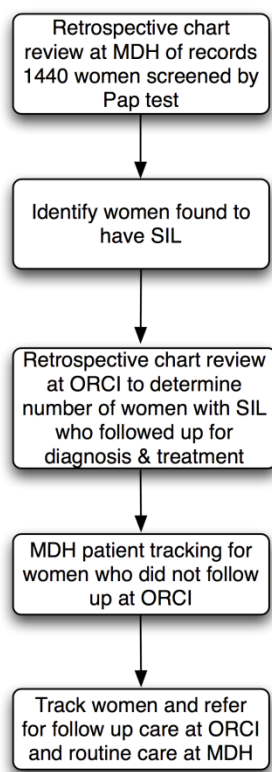 Retrospective chart
review at MDH of records
1440 women screened by
Pap test
Identify women found to
have SIL
Retrospective chart review
at ORCI to determine
number of women with SIL
who followed up for
diagnosis & treatment
MDH patient tracking for
women who did not follow
up at ORCI
Track women and refer
for follow up care at ORCI
and routine care at MDH